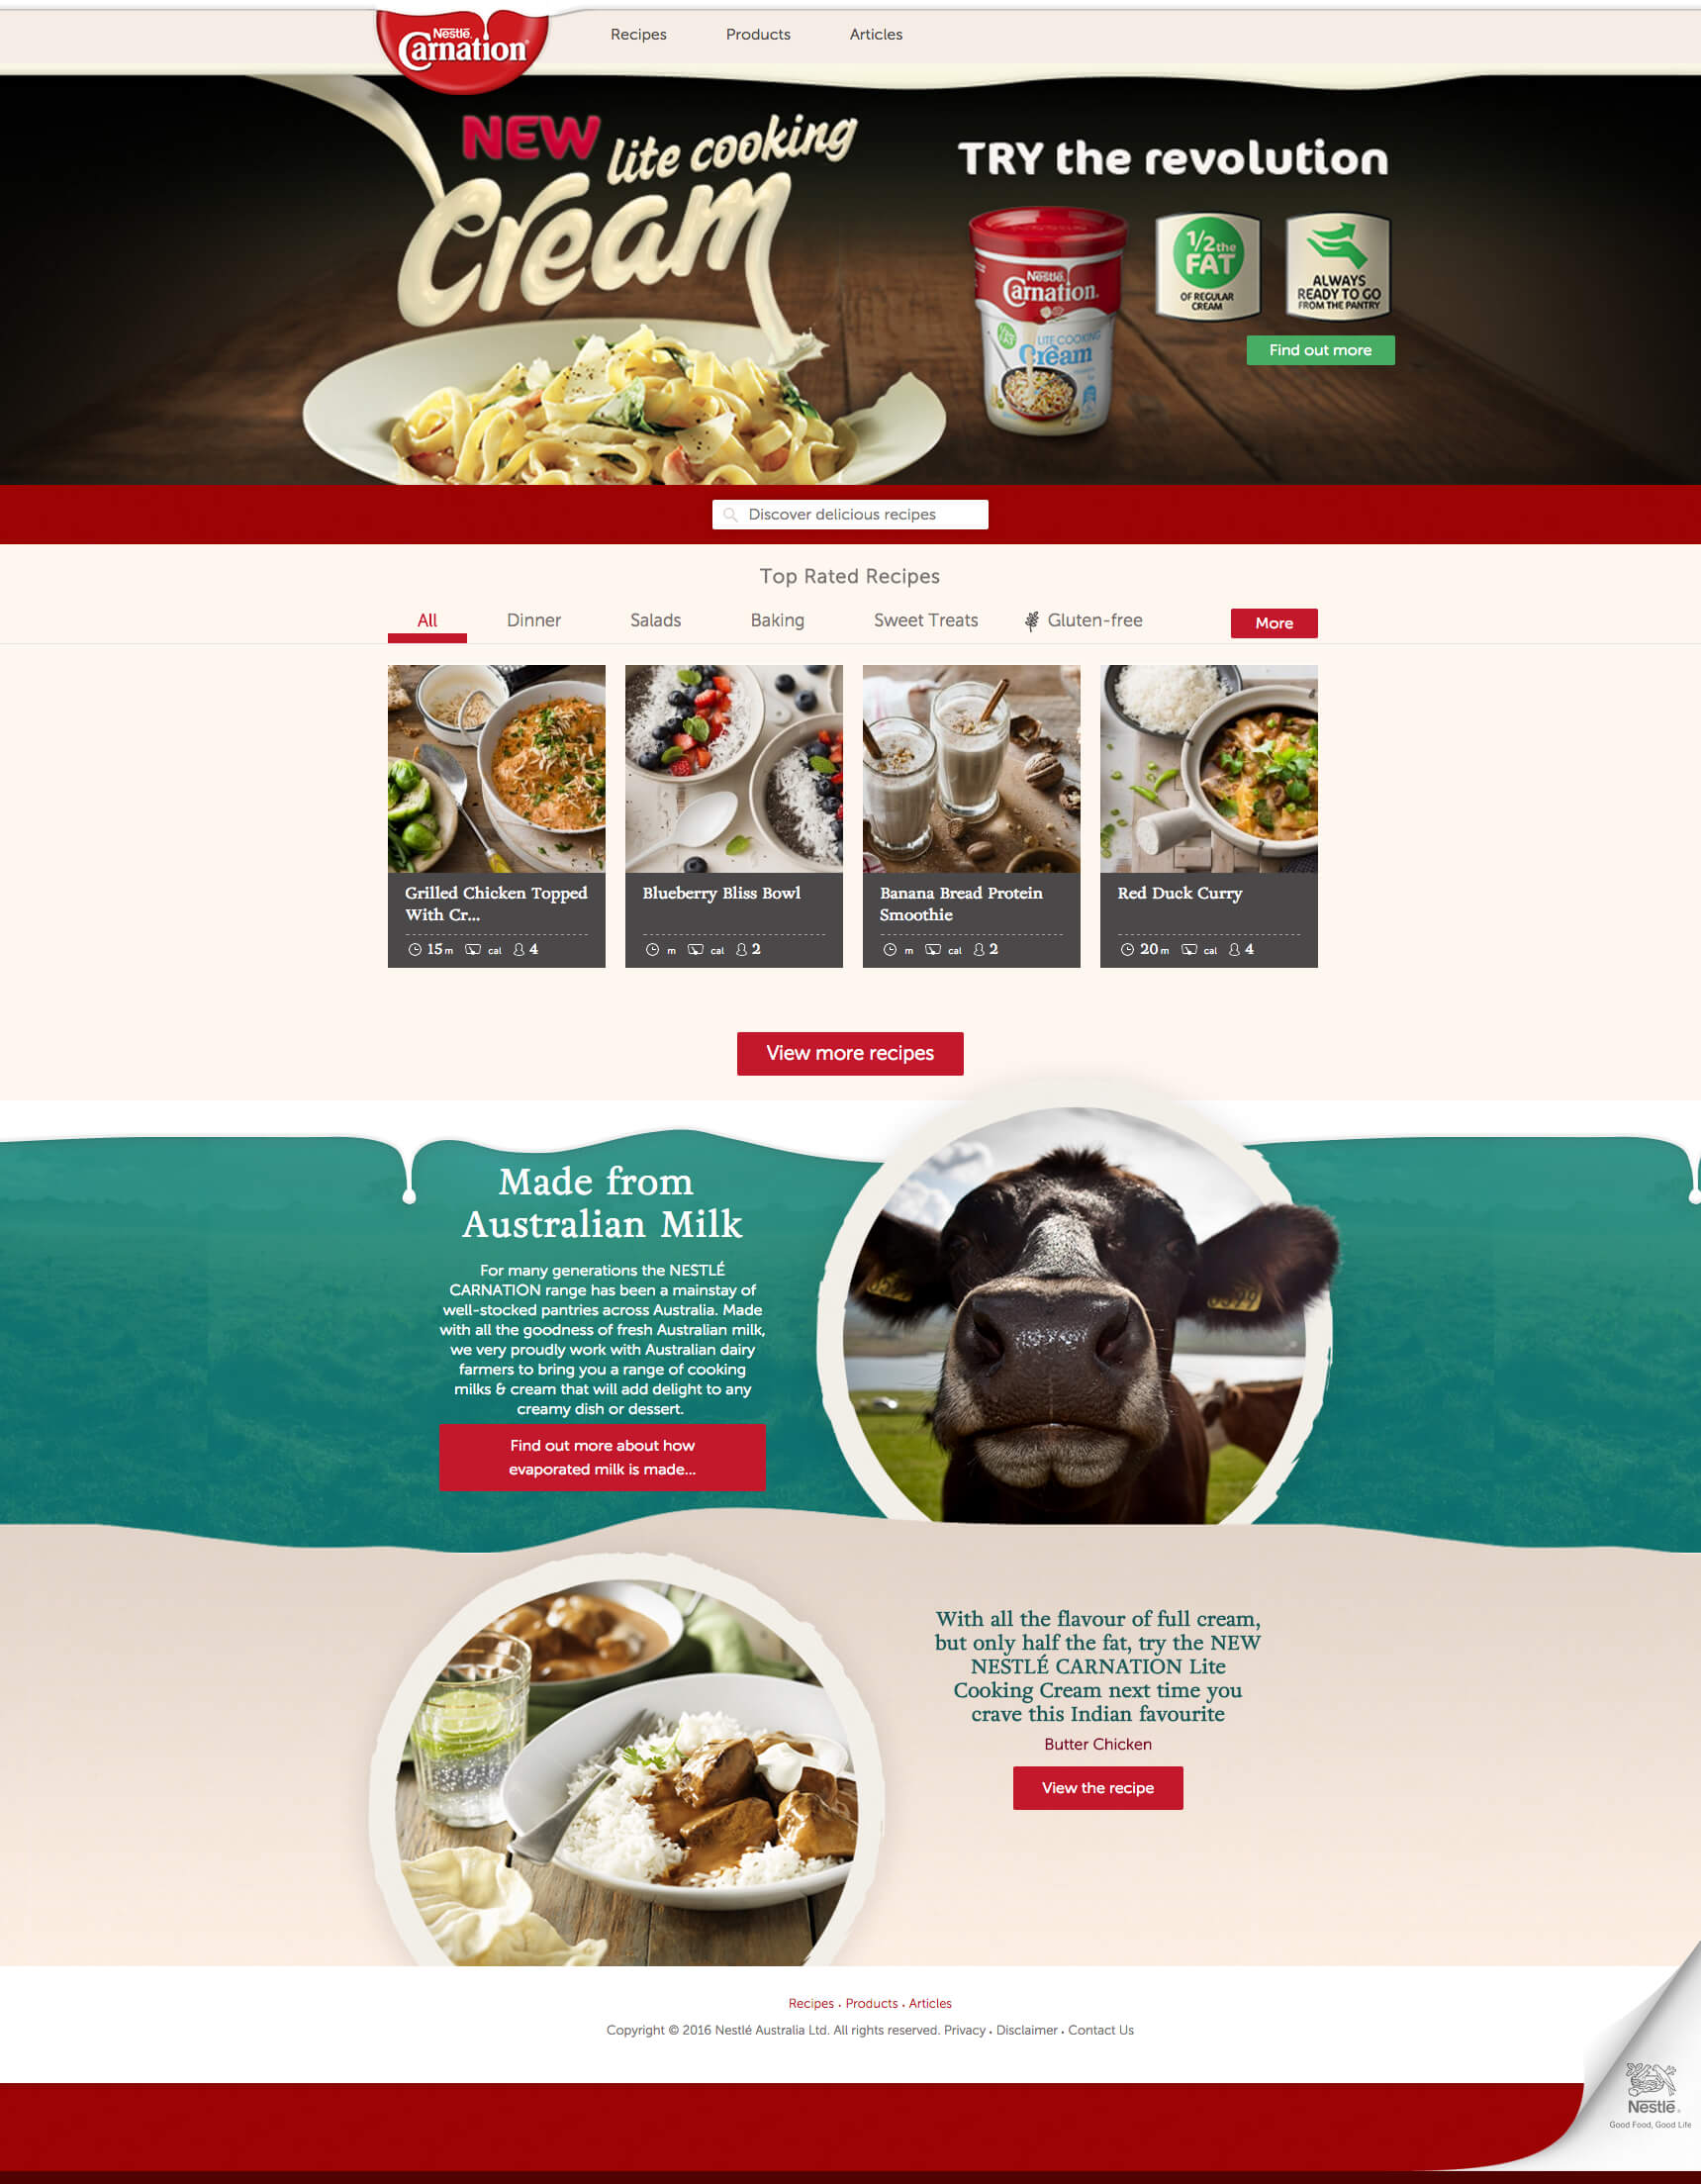 Nestlé.
Carnation
Recipes
Products
Articles
NEW lite cooking
Cream
TRY the revolution
Nestlé.
Carnation.
LITE COOKING
Cream
1/2 the
FAT
OF REGULAR
CREAM
ALWAYS
READY TO GO
FROM THE PANTRY
Find out more
Discover delicious recipes
Top Rated Recipes
All
Dinner
Salads
Baking
Sweet Treats
Gluten-free
More
Grilled Chicken Topped
With Cr...
15 m cal 4
Blueberry Bliss Bowl
m cal 2
Banana Bread Protein
Smoothie
m cal 2
Red Duck Curry
20 m cal 4
View more recipes
Made from
Australian Milk
For many generations the NESTLÉ
CARNATION range has been a mainstay of
well-stocked pantries across Australia. Made
with all the goodness of fresh Australian milk,
we very proudly work with Australian dairy
farmers to bring you a range of cooking
milks & cream that will add delight to any
creamy dish or dessert.
Find out more about how
evaporated milk is made...
With all the flavour of full cream,
but only half the fat, try the NEW
NESTLÉ CARNATION Lite
Cooking Cream next time you
crave this Indian favourite
Butter Chicken
View the recipe
Recipes . Products . Articles
Copyright © 2016 Nestlé Australia Ltd. All rights reserved. Privacy . Disclaimer . Contact Us
Nestlé.
Good Food, Good Life